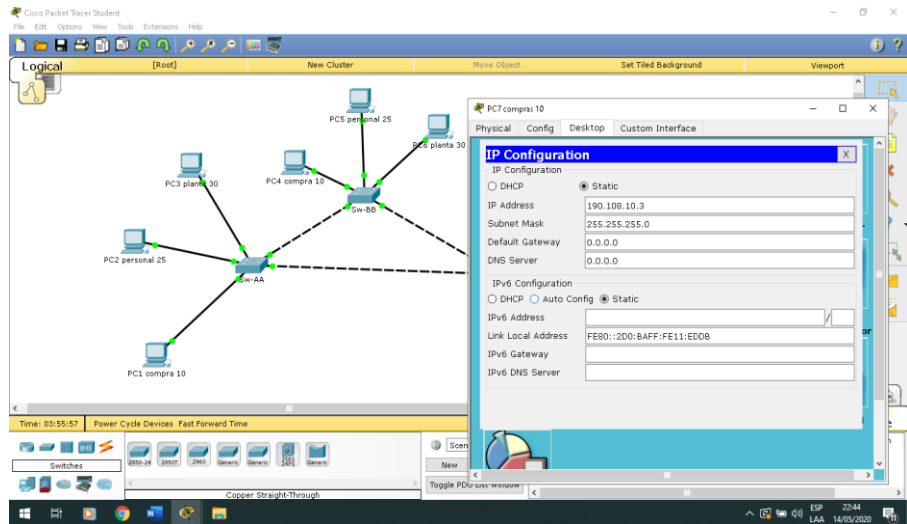 Cisco Packet Tracer Student
File Edit Options View Tools Extensions Help
Logical [Root] New Cluster Move Object Set Tiled Background Viewport
PC5 personal 25
PC6 planta 30
PC3 planta 30
PC4 compra 10
Sw-BB
PC2 personal 25
Sw-AA
PC1 compra 10
PC7 compras 10
Physical Config Desktop Custom Interface
IP Configuration X
IP Configuration
DHCP Static
IP Address 190.108.10.3
Subnet Mask 255.255.255.0
Default Gateway 0.0.0.0
DNS Server 0.0.0.0
IPv6 Configuration
DHCP Auto Config Static
IPv6 Address /
Link Local Address FE80::2D0:BAFF:FE11:EDDB
IPv6 Gateway
IPv6 DNS Server
Time: 03:55:57 Power Cycle Devices Fast Forward Time
Switches
2950-24 2950T 2960 Generic Generic Generic
Copper Straight-Through
Scen
New
Toggle PDU List Window
ESP 22:44
LAA 14/05/2020